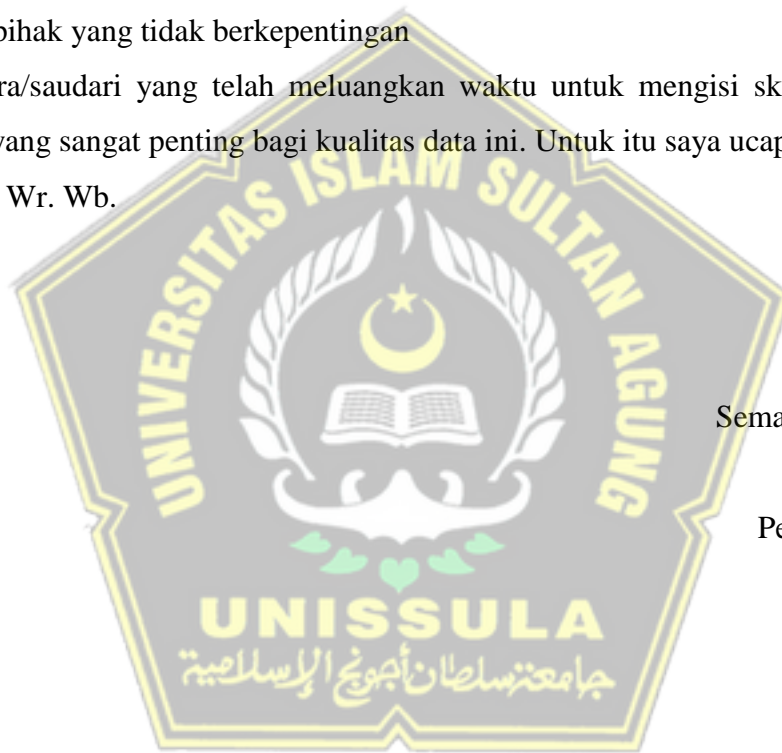 pihak yang tidak berkepentingan
ra/saudari yang telah meluangkan waktu untuk mengisi sk
yang sangat penting bagi kualitas data ini. Untuk itu saya ucap
Wr. Wb.
UNIVERSITAS ISLAM SULTAN AGUNG
Sema
Pe
UNISSULA
جامعة سلطان أجونج الإسلامية